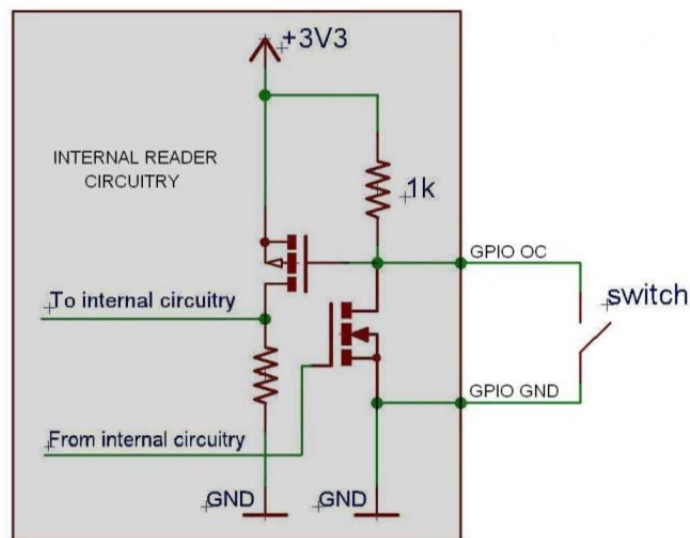 +3V3
INTERNAL READER
CIRCUITRY
1k
GPIO OC
To internal circuitry
switch
GPIO GND
From internal circuitry
GND
GND